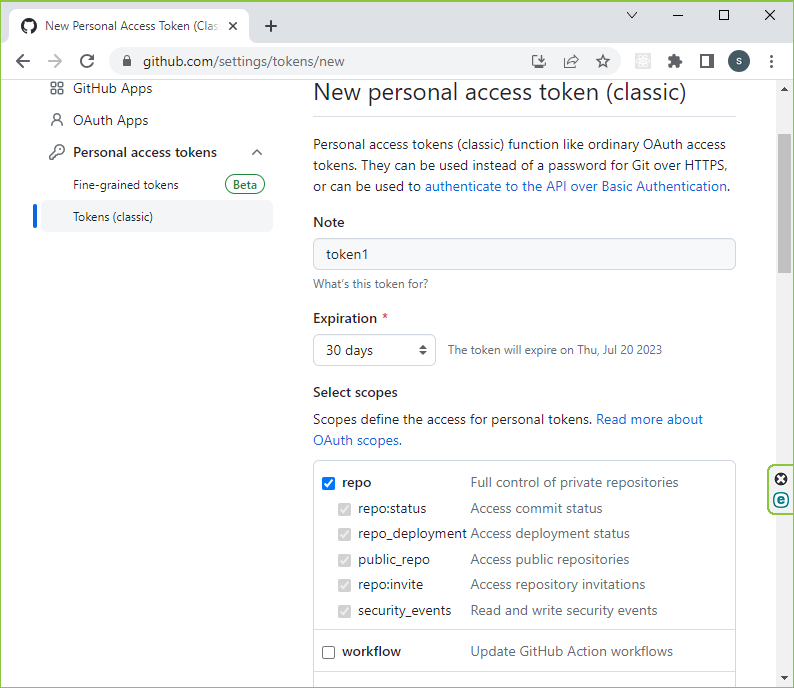 New Personal Access Token (Clas
github.com/settings/tokens/new
S
GitHub Apps
OAuth Apps
Personal access tokens
Fine-grained tokens
Beta
Tokens (classic)
New personal access token (classic)
Personal access tokens (classic) function like ordinary OAuth access
tokens. They can be used instead of a password for Git over HTTPS,
or can be used to authenticate to the API over Basic Authentication.
Note
token1
What's this token for?
Expiration *
30 days
The token will expire on Thu, Jul 20 2023
Select scopes
Scopes define the access for personal tokens. Read more about
OAuth scopes.
repo Full control of private repositories
repo:status Access commit status
repo_deployment Access deployment status
public_repo Access public repositories
repo:invite Access repository invitations
security_events Read and write security events
workflow Update GitHub Action workflows
e